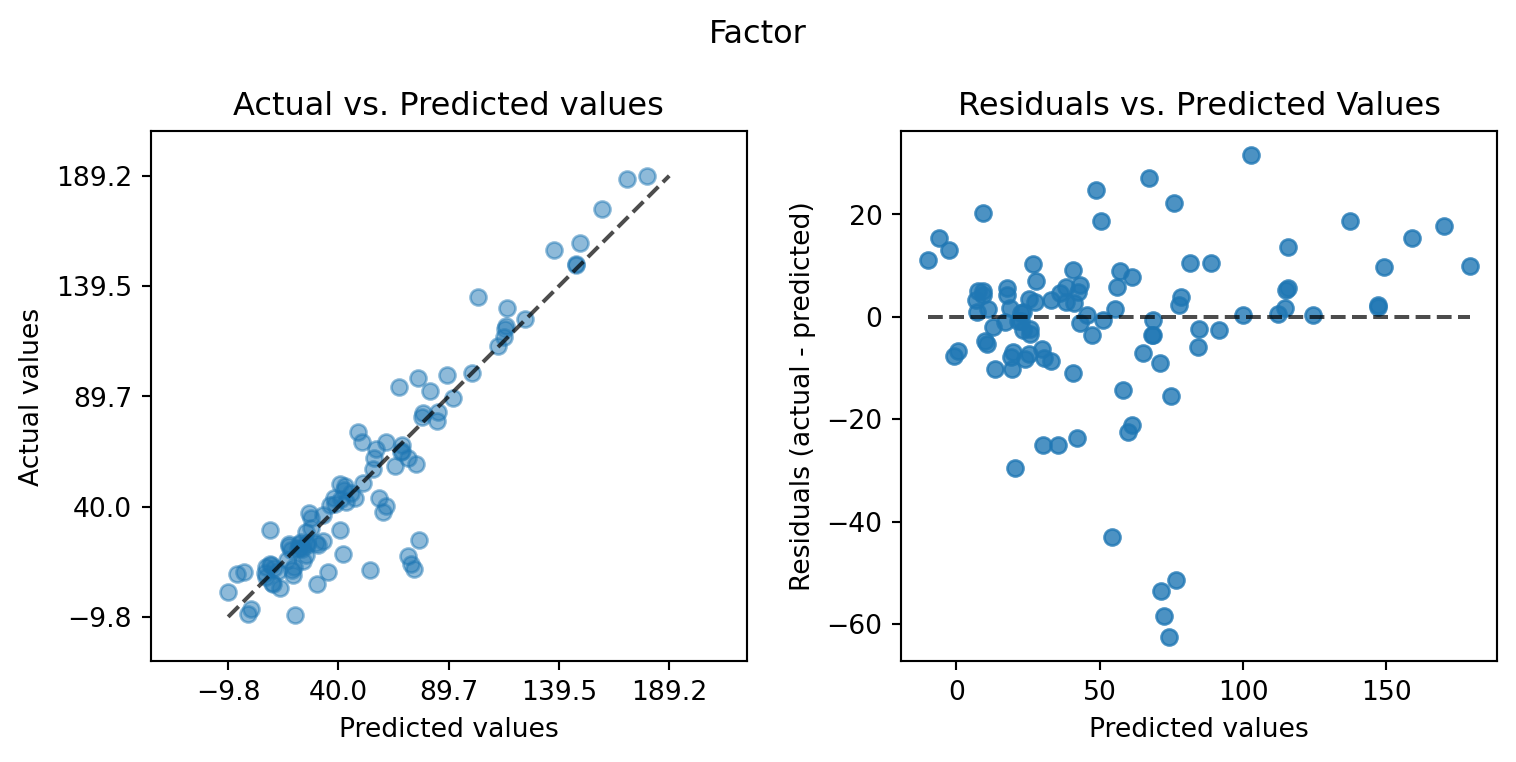 Factor
Actual vs. Predicted values
Actual values
189.2
139.5
89.7
40.0
−9.8
−9.8 40.0 89.7 139.5 189.2
Predicted values
Residuals vs. Predicted Values
Residuals (actual - predicted)
20
0
−20
−40
−60
0 50 100 150
Predicted values